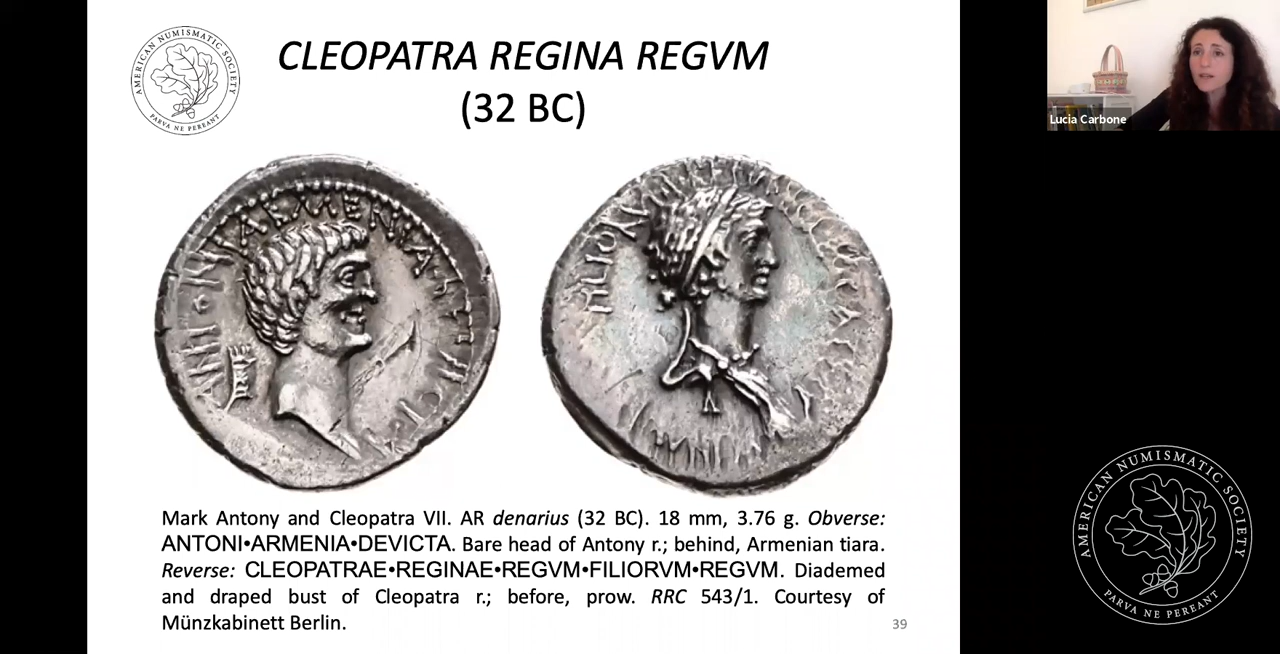 AMERICAN NUMISMATIC SOCIETY
PARVA NE PEREANT
CLEOPATRA REGINA REGVM
(32 BC)
Lucia Carbone
ANTONI ARMENIA
Mark Antony and Cleopatra VII. AR denarius (32 BC). 18 mm, 3.76 g. Obverse:
ANTONI•ARMENIA•DEVICTA. Bare head of Antony r.; behind, Armenian tiara.
Reverse: CLEOPATRAE•REGINAE•REGVM•FILIORVM•REGVM. Diademed
and draped bust of Cleopatra r.; before, prow. RRC 543/1. Courtesy of
Münzkabinett Berlin.
39
AMERICAN NUMISMATIC SOCIETY
PARVA NE PEREANT